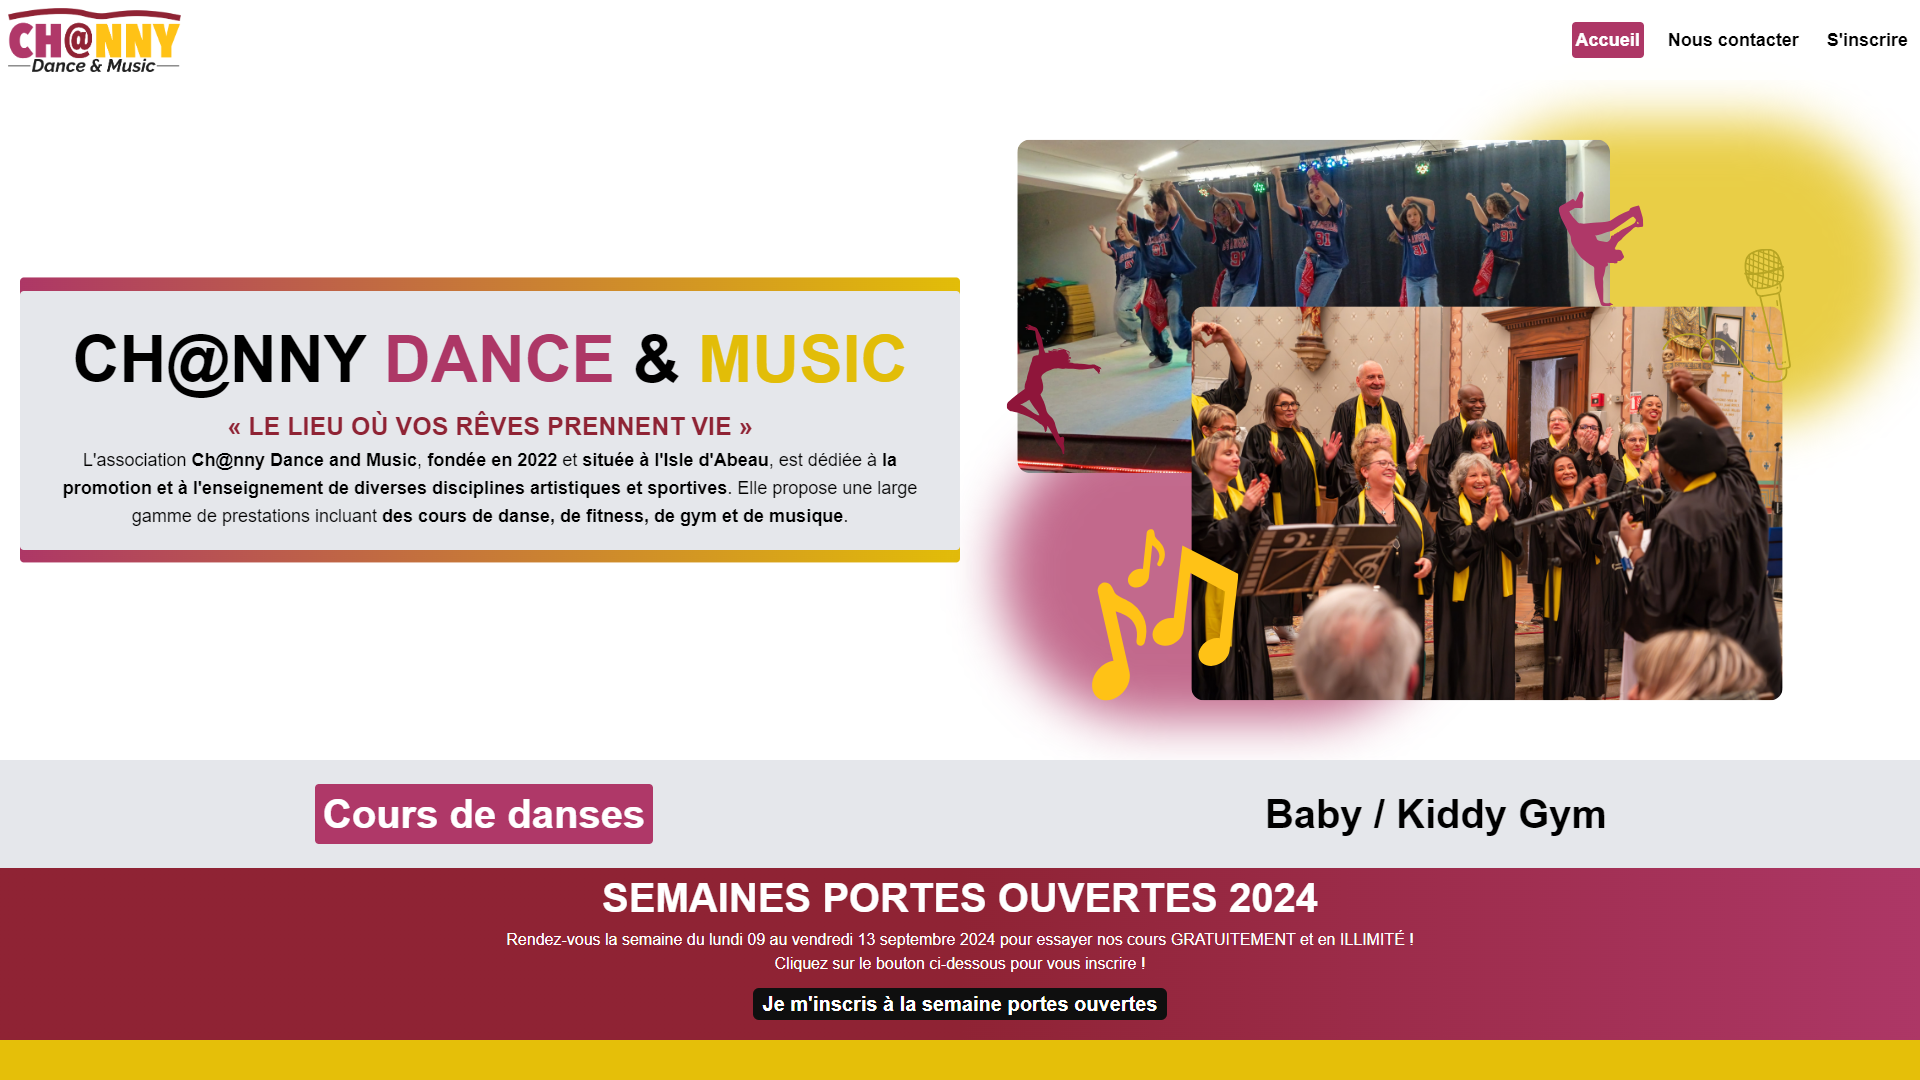 CH@NNY
Dance & Music
Accueil
Nous contacter
S'inscrire
CH@NNY DANCE & MUSIC
« LE LIEU OÙ VOS RÊVES PRENNENT VIE »
L'association Ch@nny Dance and Music, fondée en 2022 et située à l'Isle d'Abeau, est dédiée à la
promotion et à l'enseignement de diverses disciplines artistiques et sportives. Elle propose une large
gamme de prestations incluant des cours de danse, de fitness, de gym et de musique.
91
91
Cours de danses
Baby / Kiddy Gym
SEMAINES PORTES OUVERTES 2024
Rendez-vous la semaine du lundi 09 au vendredi 13 septembre 2024 pour essayer nos cours GRATUITEMENT et en ILLIMITÉ !
Cliquez sur le bouton ci-dessous pour vous inscrire !
Je m'inscris à la semaine portes ouvertes